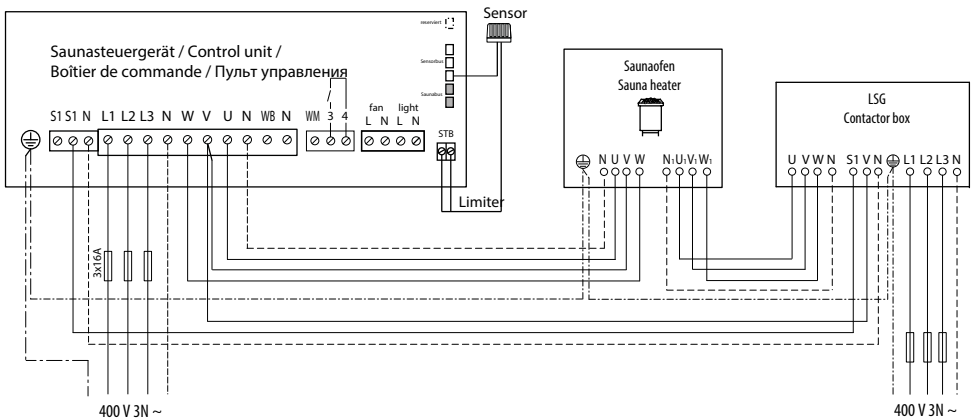 Sensor
reserviert
Saunasteuergerät / Control unit /
Boîtier de commande / Пульт управления
Sensorbus
Saunabus
S1 S1 N L1 L2 L3 N W V U N WB N WM 3 4
fan light
L N L N
STB
Limiter
3x16A
400 V 3N ~
Saunaofen
Sauna heater
N U V W N1 U1 V1 W1
LSG
Contactor box
U V W N S1 V N L1 L2 L3 N
400 V 3N ~